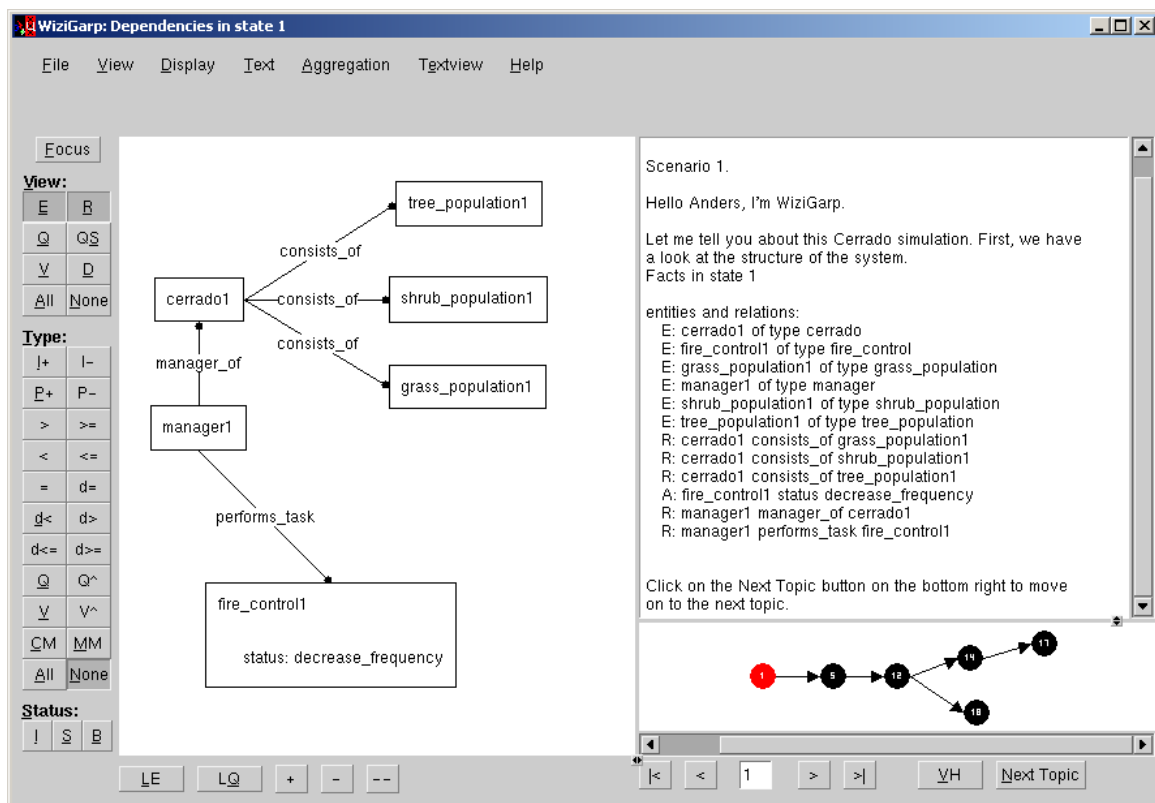 WiziGarp: Dependencies in state 1
File View Display Text Aggregation Textview Help
Focus
View:
E R
Q QS
V D
All None
Type:
I+ I-
P+ P-
> >=
< <=
= d=
d< d>
d<= d>=
Q Q^
V V^
CM MM
All None
Status:
I S B
tree_population1
consists_of
cerrado1
consists_of
shrub_population1
consists_of
manager_of
grass_population1
manager1
performs_task
fire_control1
status: decrease_frequency
LE LQ + - --
Scenario 1.
Hello Anders, I'm WiziGarp.
Let me tell you about this Cerrado simulation. First, we have
a look at the structure of the system.
Facts in state 1
entities and relations:
E: cerrado1 of type cerrado
E: fire_control1 of type fire_control
E: grass_population1 of type grass_population
E: manager1 of type manager
E: shrub_population1 of type shrub_population
E: tree_population1 of type tree_population
R: cerrado1 consists_of grass_population1
R: cerrado1 consists_of shrub_population1
R: cerrado1 consists_of tree_population1
A: fire_control1 status decrease_frequency
R: manager1 manager_of cerrado1
R: manager1 performs_task fire_control1
Click on the Next Topic button on the bottom right to move
on to the next topic.
1 5 12 14 17
18
|< < 1 > >| VH Next Topic